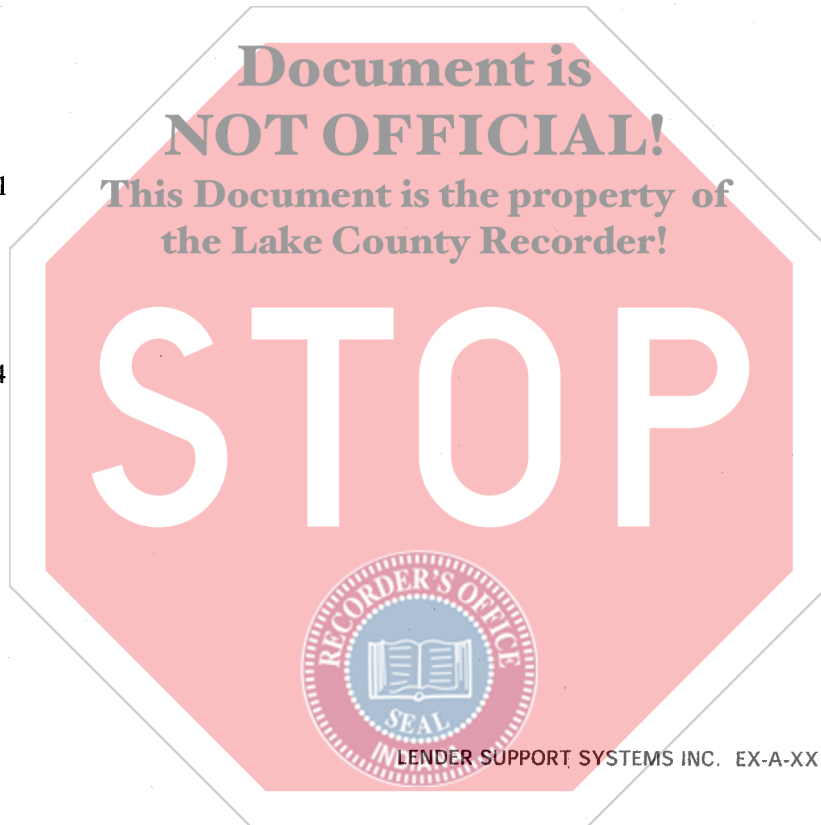 Document is
NOT OFFICIAL!
This Document is the property of
the Lake County Recorder!
STOP
RECORDER'S OFFICE
SEAL
INDIANA
LENDER SUPPORT SYSTEMS INC. EX-A-XX